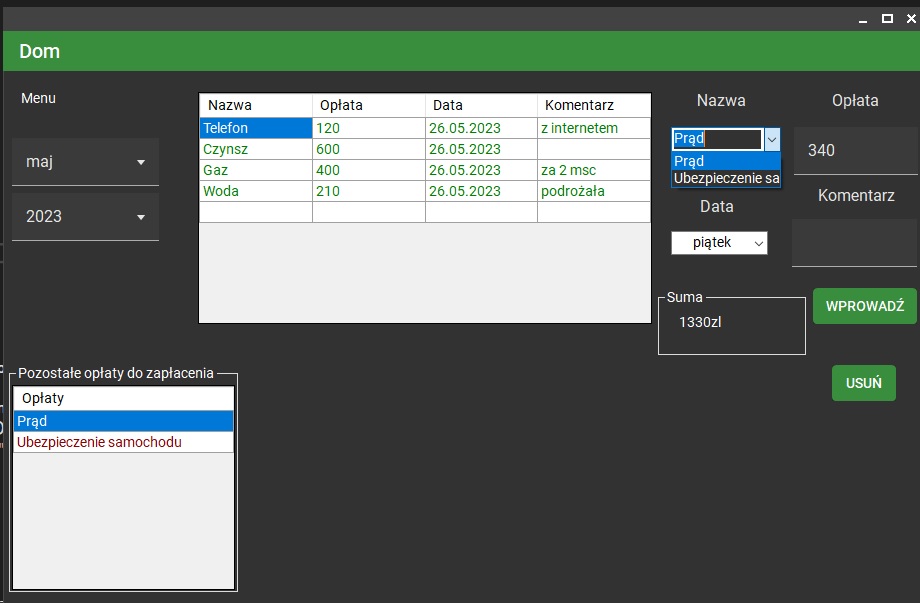 Dom
Menu
maj
2023
Nazwa Opłata Data Komentarz
Telefon 120 26.05.2023 z internetem
Czynsz 600 26.05.2023
Gaz 400 26.05.2023 za 2 msc
Woda 210 26.05.2023 podrożała
Nazwa Opłata
Prąd
340
Prąd
Ubezpieczenie sa
Komentarz
Data
piątek
Suma
1330zl
WPROWADŹ
USUŃ
Pozostałe opłaty do zapłacenia
Opłaty
Prąd
Ubezpieczenie samochodu